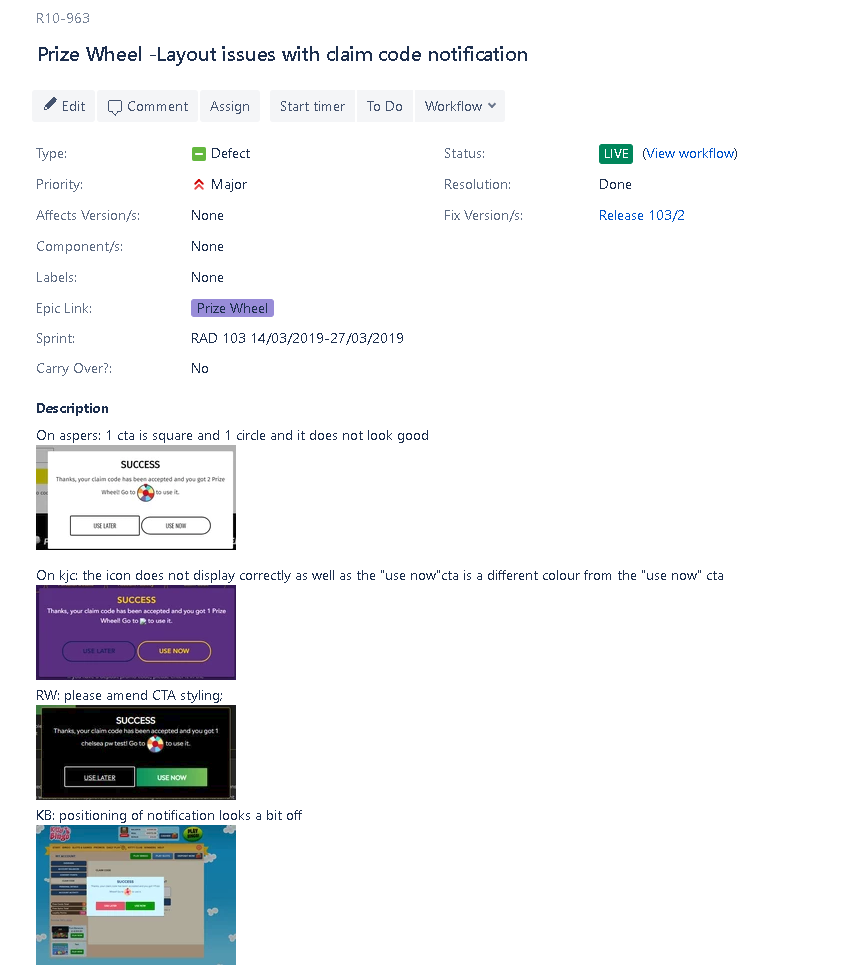 R10-963
Prize Wheel -Layout issues with claim code notification
Edit Comment Assign Start timer To Do Workflow
Type: Defect Status: LIVE (View workflow)
Priority: Major Resolution: Done
Affects Version/s: None Fix Version/s: Release 103/2
Component/s: None
Labels: None
Epic Link: Prize Wheel
Sprint: RAD 103 14/03/2019-27/03/2019
Carry Over?: No
Description
On aspers: 1 cta is square and 1 circle and it does not look good
SUCCESS
Thanks, your claim code has been accepted and you got 2 Prize
Wheel! Go to to use it.
USE LATER USE NOW
On kjc: the icon does not display correctly as well as the "use now"cta is a different colour from the "use now" cta
SUCCESS
Thanks, your claim code has been accepted and you got 1 Prize
Wheel! Go to to use it.
USE LATER USE NOW
RW: please amend CTA styling;
SUCCESS
Thanks, your claim code has been accepted and you got 1
chelsea pw test! Go to to use it.
USE LATER USE NOW
KB: positioning of notification looks a bit off
MY ACCOUNT
CLAIM CODE
SUCCESS
USE LATER USE NOW